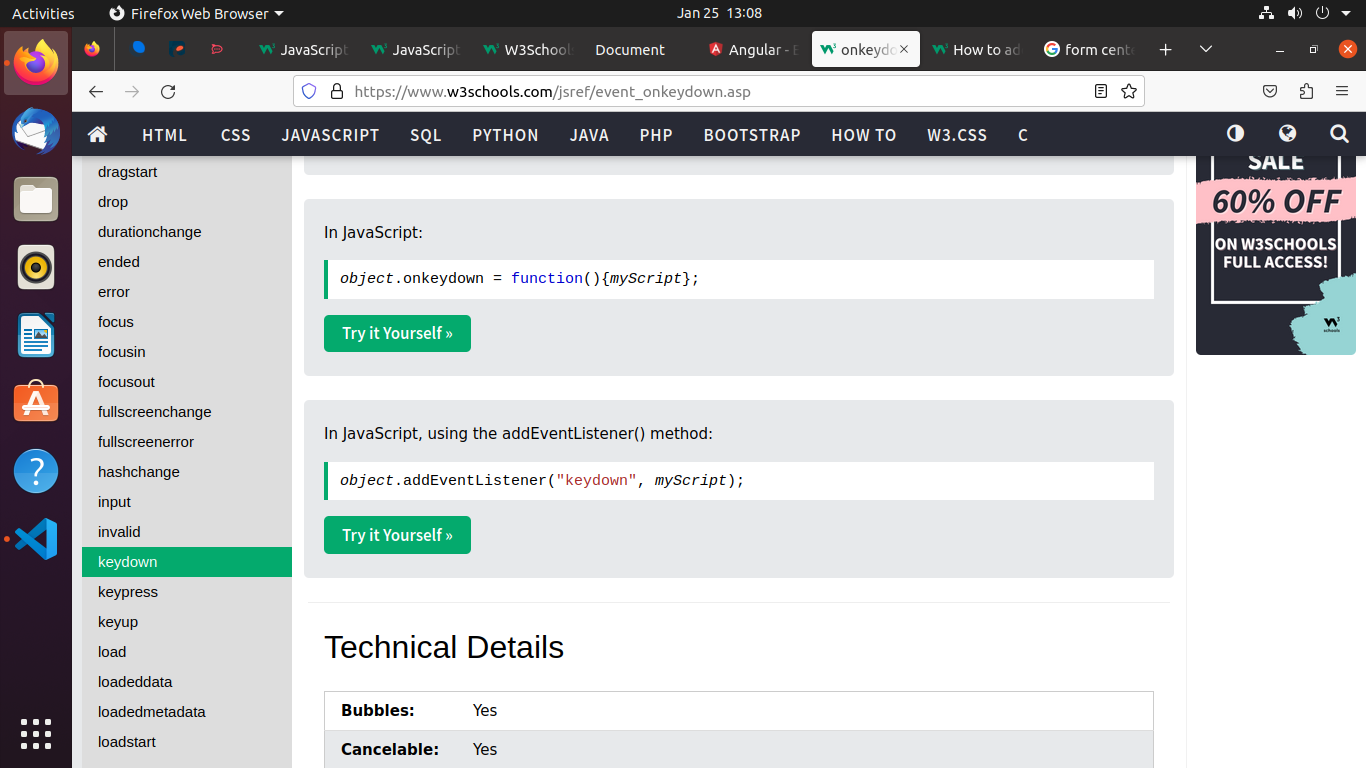 Activities
Firefox Web Browser
Jan 25 13:08
JavaScript
JavaScript
W3Schools
Document
Angular - E
onkeydo
How to ad
form cente
https://www.w3schools.com/jsref/event_onkeydown.asp
HTML
CSS
JAVASCRIPT
SQL
PYTHON
JAVA
PHP
BOOTSTRAP
HOW TO
W3.CSS
C
dragstart
drop
durationchange
ended
error
focus
focusin
focusout
fullscreenchange
fullscreenerror
hashchange
input
invalid
keydown
keypress
keyup
load
loadeddata
loadedmetadata
loadstart
In JavaScript:
object.onkeydown = function(){myScript};
Try it Yourself »
In JavaScript, using the addEventListener() method:
object.addEventListener("keydown", myScript);
Try it Yourself »
Technical Details
Bubbles: Yes
Cancelable: Yes
SALE
60% OFF
ON W3SCHOOLS
FULL ACCESS!
W3
schools